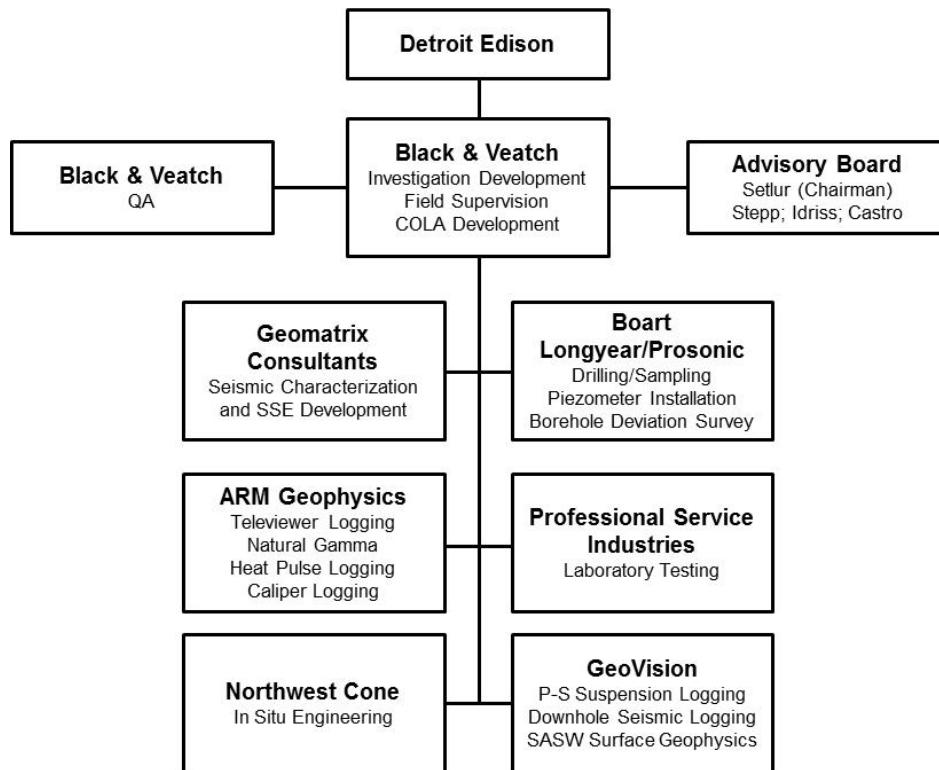 Detroit Edison
Black & Veatch
QA
Black & Veatch
Investigation Development
Field Supervision
COLA Development
Advisory Board
Setlur (Chairman)
Stepp; Idriss; Castro
Geomatrix
Consultants
Seismic Characterization
and SSE Development
Boart
Longyear/Prosonic
Drilling/Sampling
Piezometer Installation
Borehole Deviation Survey
ARM Geophysics
Televiewer Logging
Natural Gamma
Heat Pulse Logging
Caliper Logging
Professional Service
Industries
Laboratory Testing
Northwest Cone
In Situ Engineering
GeoVision
P-S Suspension Logging
Downhole Seismic Logging
SASW Surface Geophysics